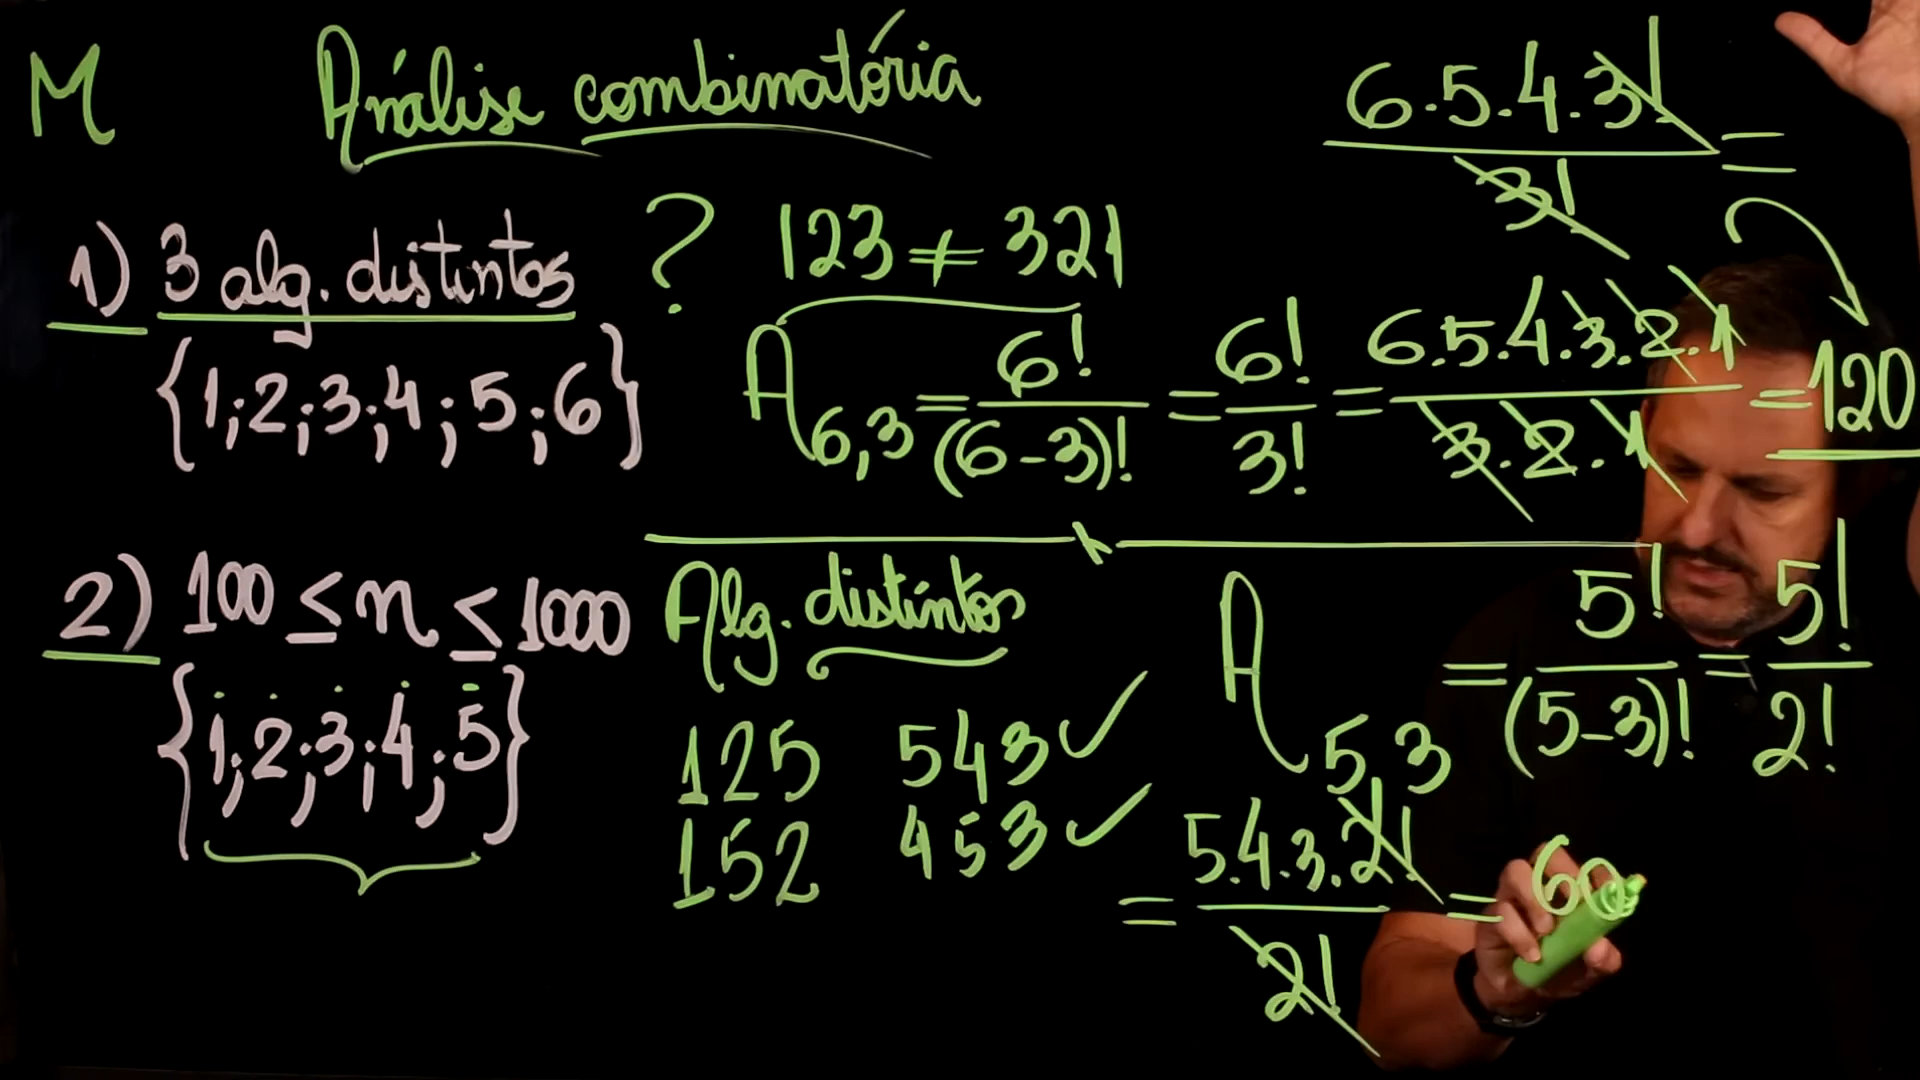 M Análise combinatória
6.5.4.3! =
3!
1) 3 alg. distintos ?
{1;2;3;4;5;6}
123 ≠ 321
A6,3 = 6!/(6-3)! = 6!/3! = 6.5.4.3.2.1/3.2.1 = 120
2) 100 ≤ n ≤ 1000
{1;2;3;4;5}
Alg. distintos
125 543 ✓
152 453 ✓
A5,3 = 5!/(5-3)! = 5!/2!
= 5.4.3.2!/2! = 60